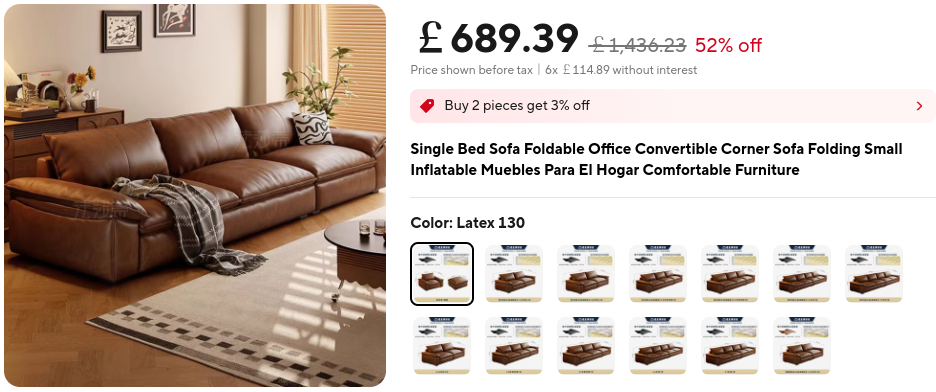 £ 689.39 £ 1,436.23 52% off
Price shown before tax | 6x £114.89 without interest
Buy 2 pieces get 3% off
Single Bed Sofa Foldable Office Convertible Corner Sofa Folding Small
Inflatable Muebles Para El Hogar Comfortable Furniture
Color: Latex 130